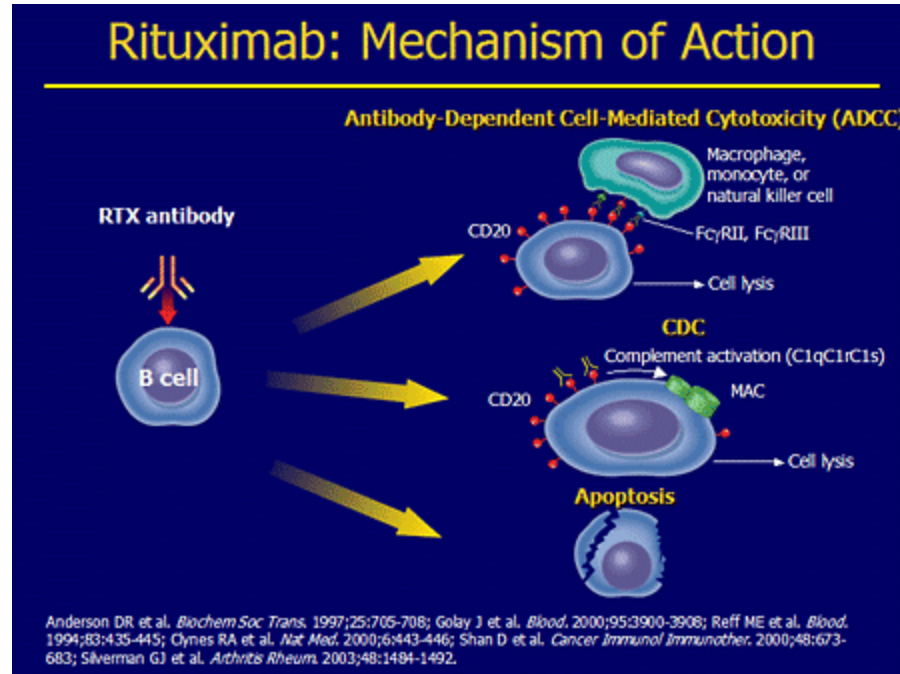 Rituximab: Mechanism of Action
Antibody-Dependent Cell-Mediated Cytotoxicity (ADCC)
Macrophage,
monocyte, or
natural killer cell
RTX antibody
CD20
FcγRII, FcγRIII
Cell lysis
CDC
Complement activation (C1qC1rC1s)
B cell
MAC
CD20
Cell lysis
Apoptosis
Anderson DR et al. Biochem Soc Trans. 1997;25:705-708; Golay J et al. Blood. 2000;95:3900-3908; Reff ME et al. Blood.
1994;83:435-445; Clynes RA et al. Nat Med. 2000;6:443-446; Shan D et al. Cancer Immunol Immunother. 2000;48:673-
683; Silverman GJ et al. Arthritis Rheum. 2003;48:1484-1492.